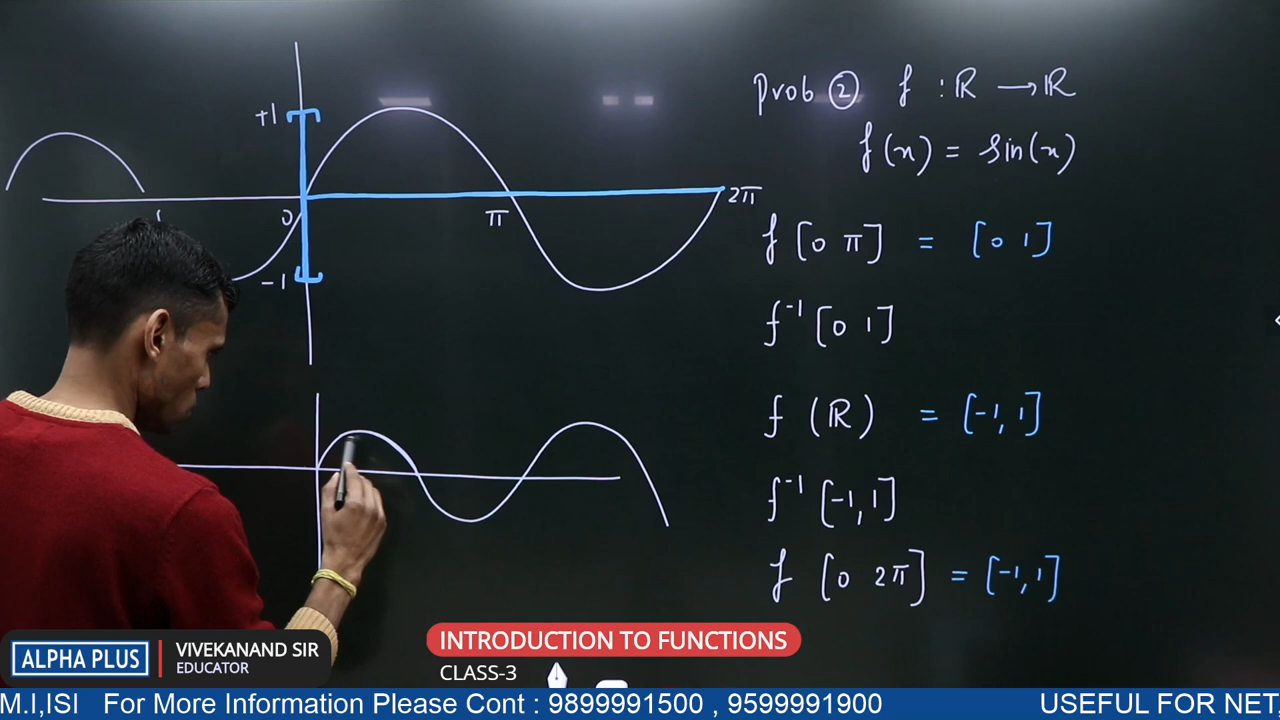 Prob ② f : ℝ → ℝ
f(x) = Sin(x)
f [0 π] = [0 1]
f⁻¹ [0 1]
f (ℝ) = [-1, 1]
f⁻¹ [-1, 1]
f [0 2π] = [-1, 1]
+1
0
π
2π
-1
ALPHA PLUS
VIVEKANAND SIR
EDUCATOR
INTRODUCTION TO FUNCTIONS
CLASS-3
M.I,ISI For More Information Please Cont : 9899991500 , 9599991900 USEFUL FOR NET,